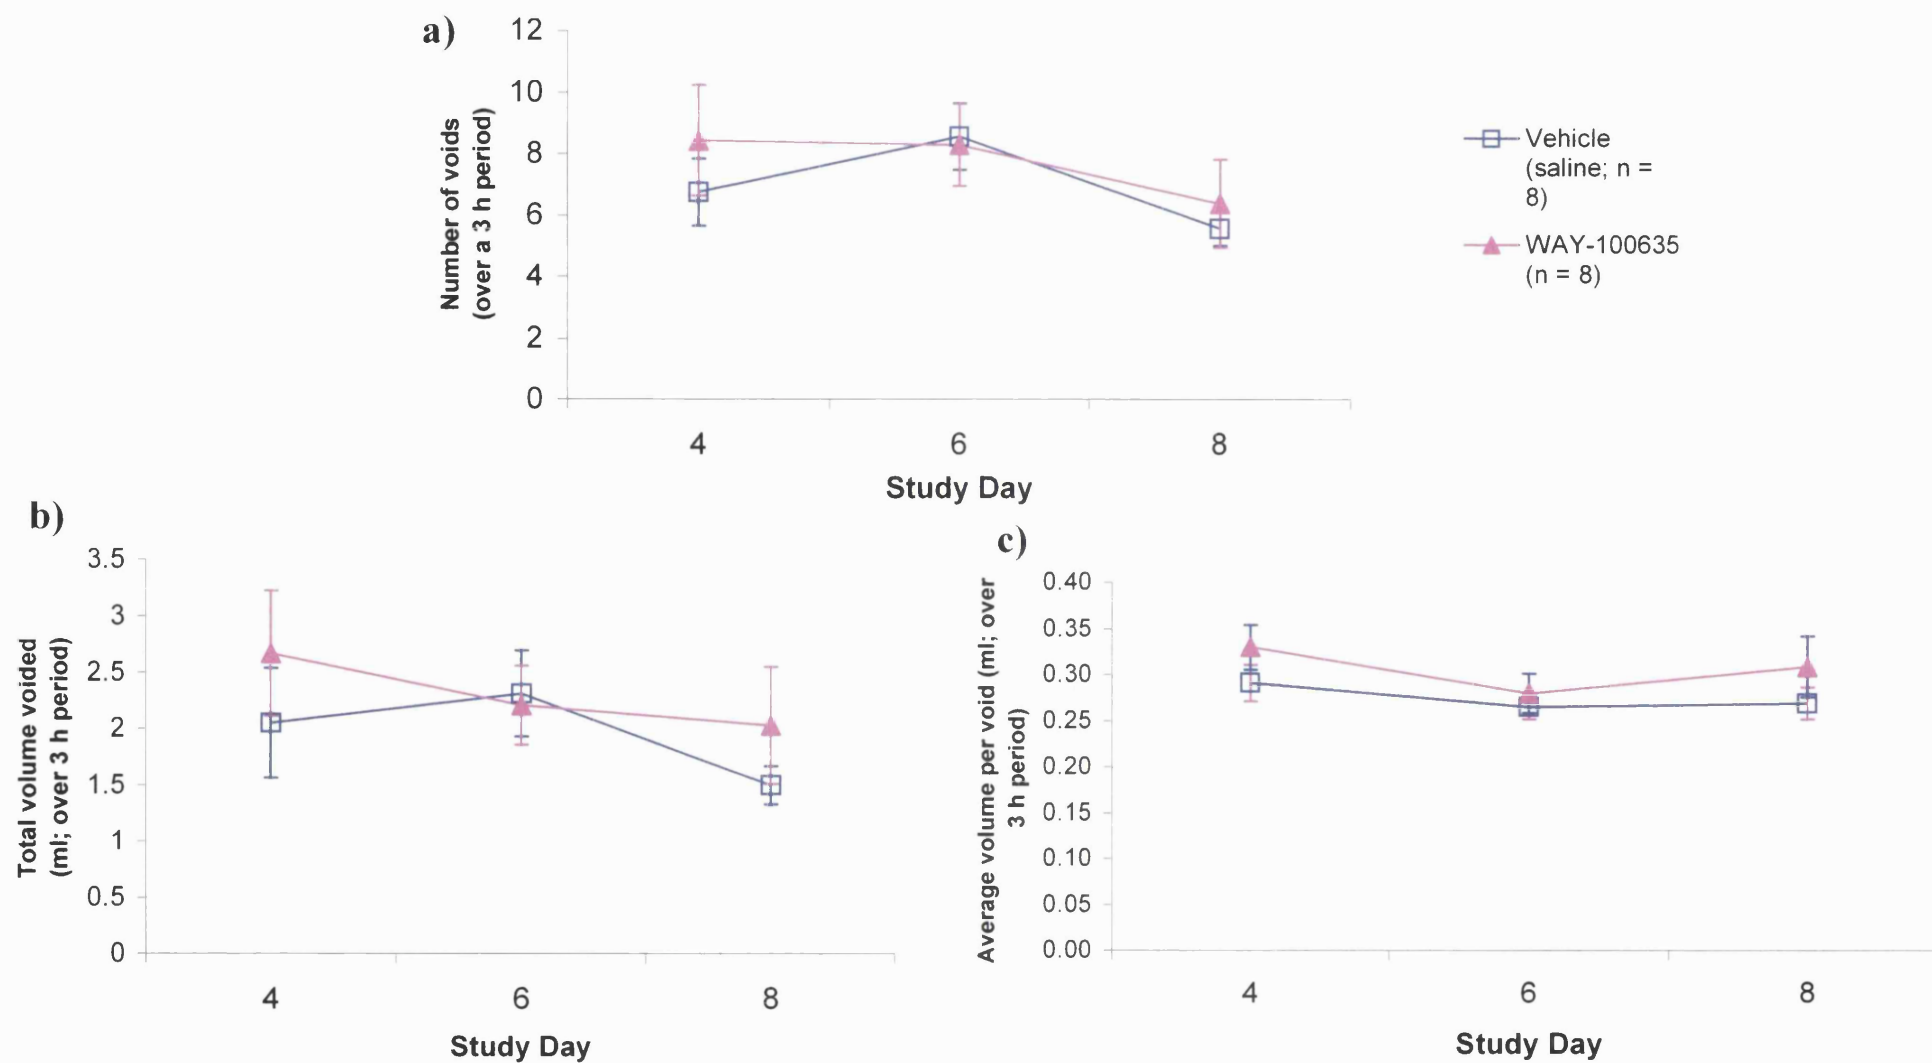 a)
12
10
8
6
4
2
0
Number of voids
(over a 3 h period)
4 6 8
Study Day
Vehicle
(saline; n =
8)
WAY-100635
(n = 8)
b)
3.5
3
2.5
2
1.5
1
0.5
0
Total volume voided
(ml; over 3 h period)
4 6 8
Study Day
c)
0.40
0.35
0.30
0.25
0.20
0.15
0.10
0.05
0.00
Average volume per void (ml; over
3 h period)
4 6 8
Study Day